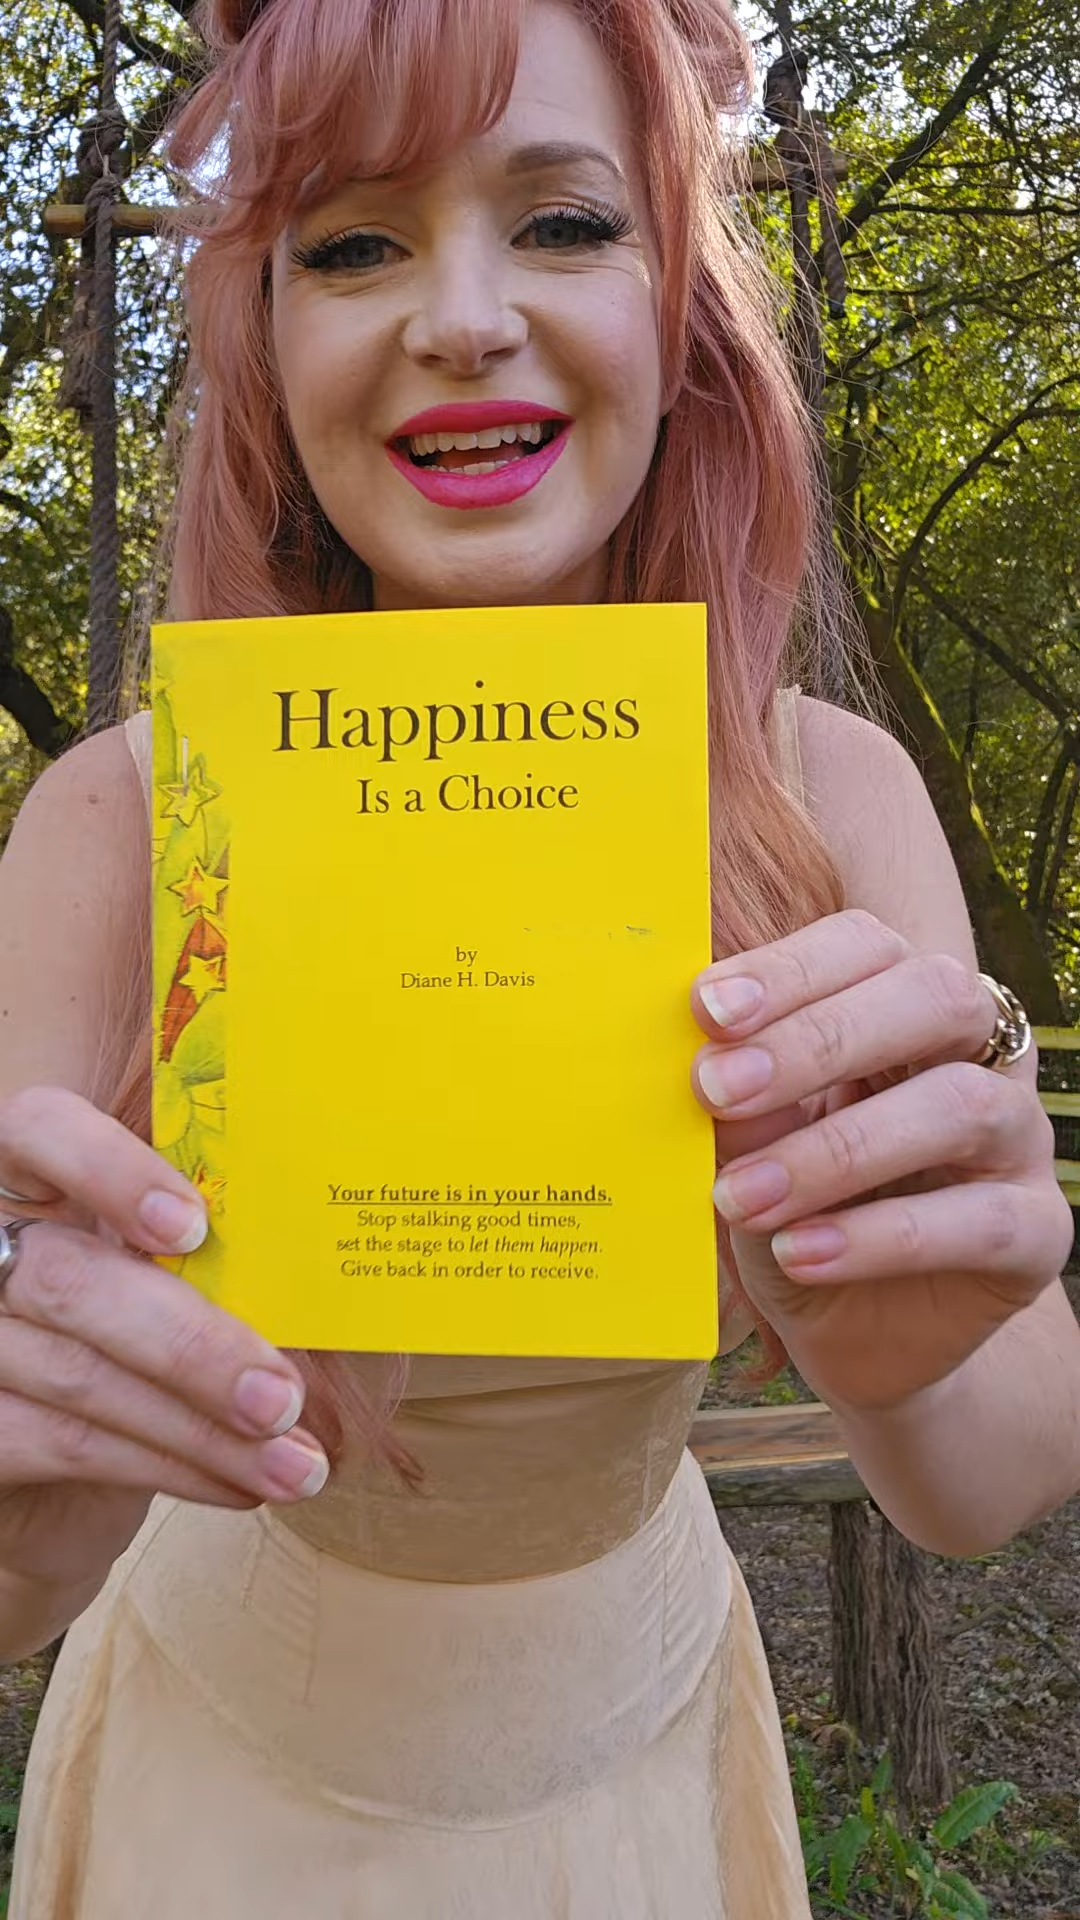 Happiness
Is a Choice
by
Diane H. Davis
Your future is in your hands.
Stop stalking good times,
set the stage to let them happen.
Give back in order to receive.